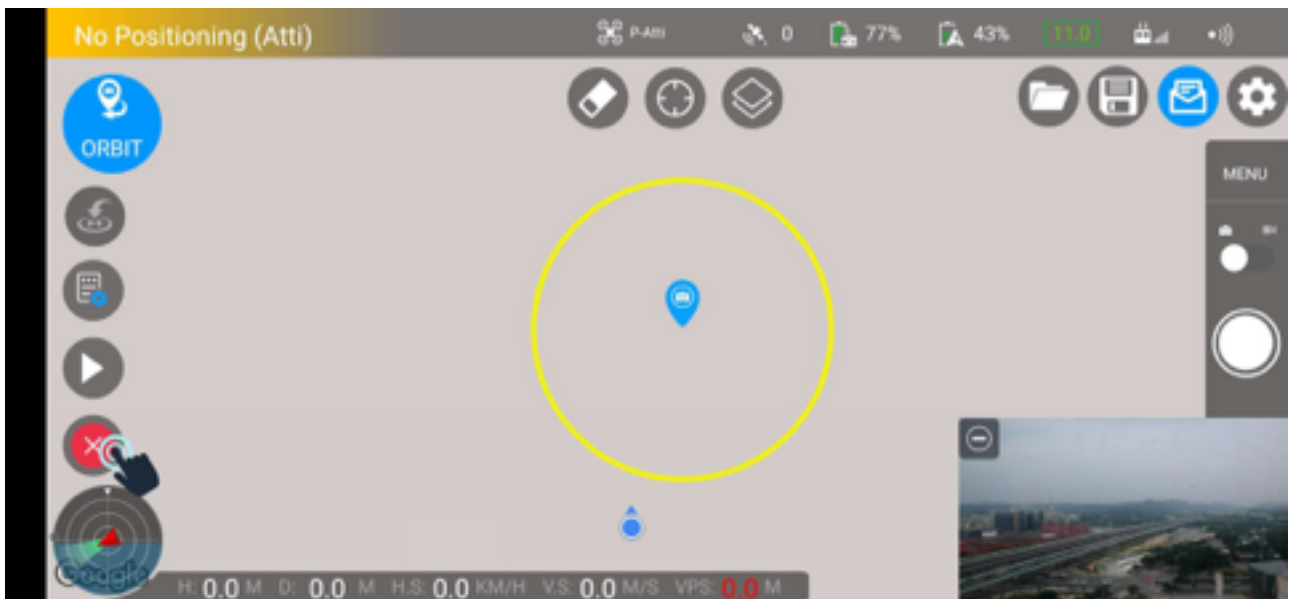 No Positioning (Atti) P-Atti 0 77% 43% 11.0
ORBIT
MENU
Google
H: 0.0 M D: 0.0 M H.S: 0.0 KM/H V.S: 0.0 M/S VPS: 0.0 M